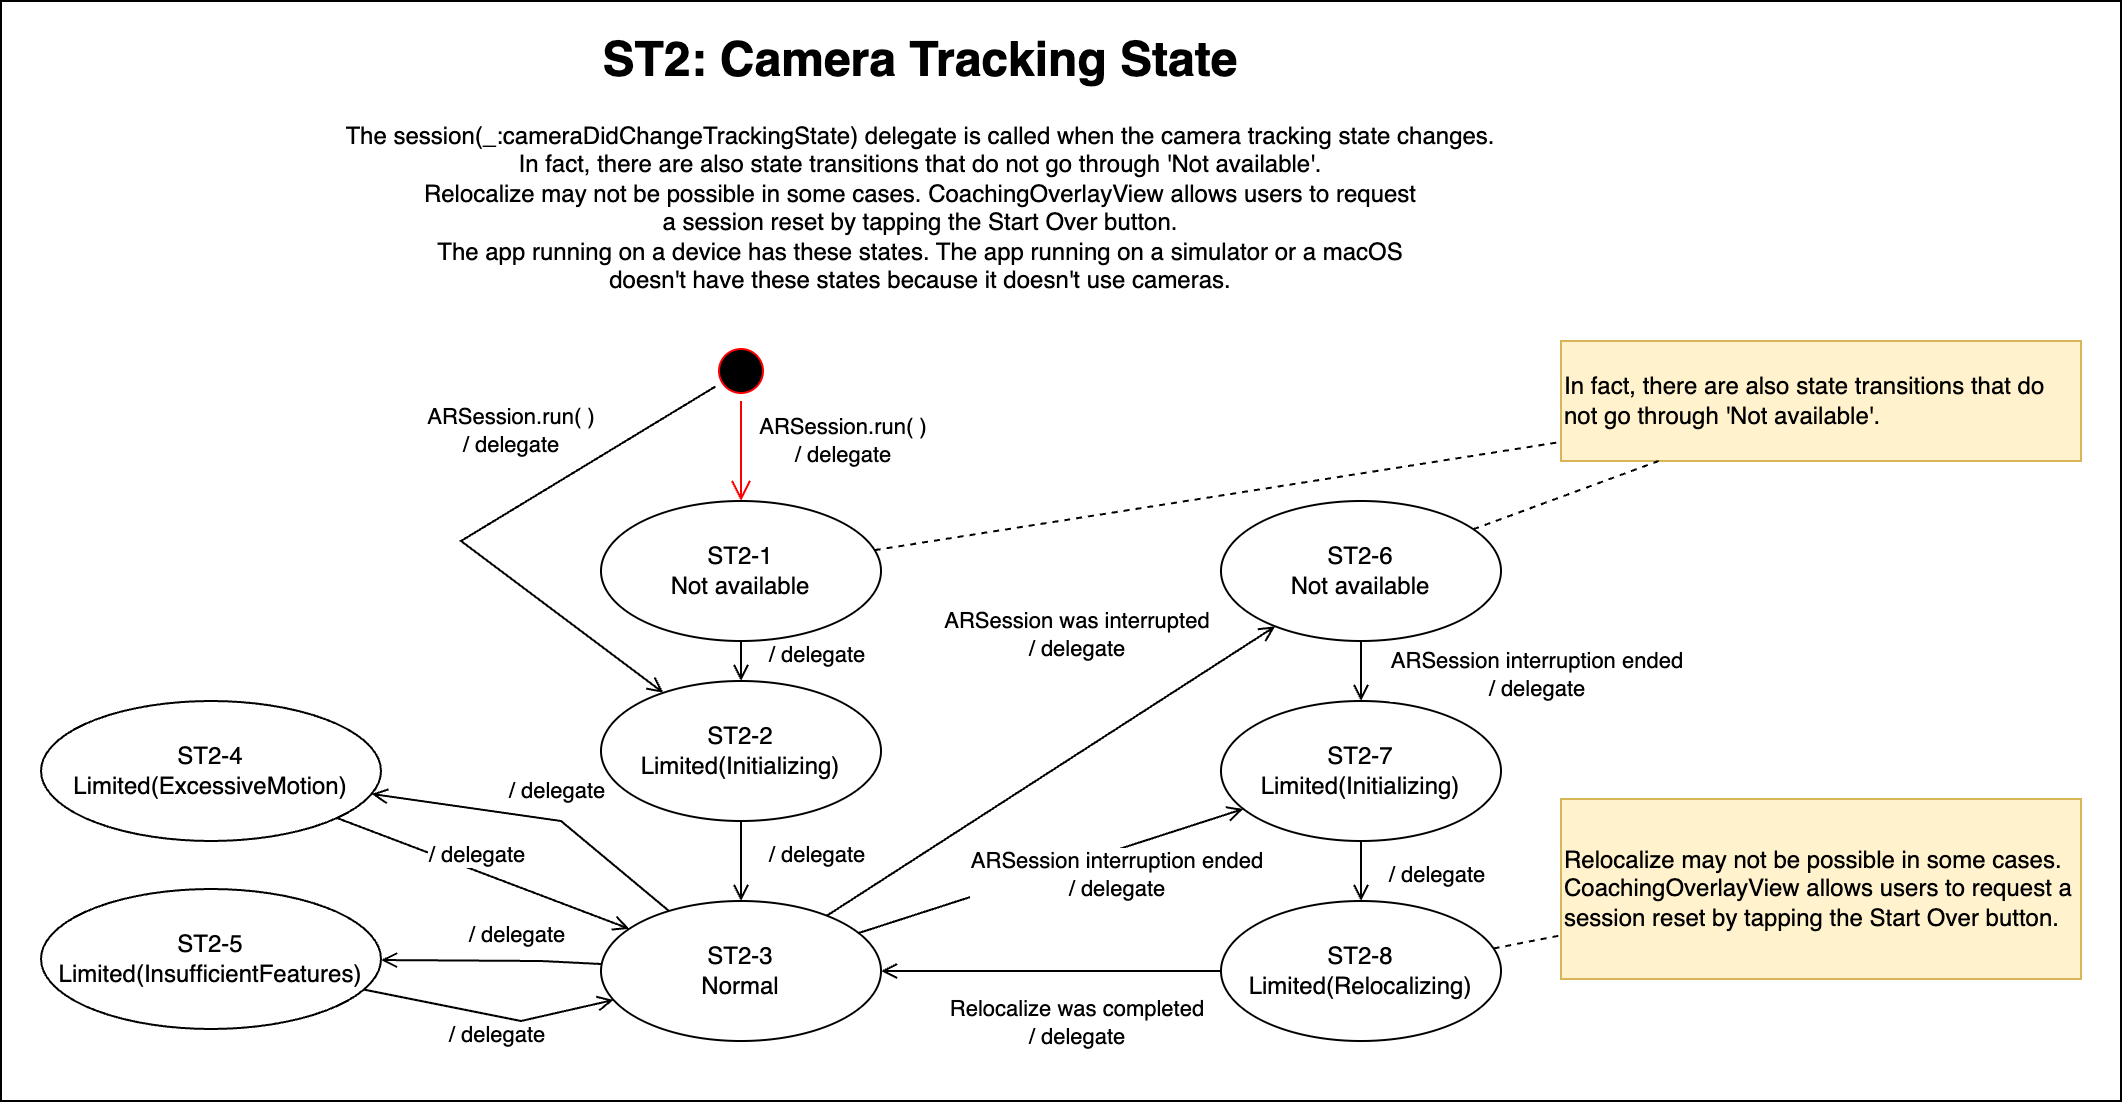 ST2: Camera Tracking State
The session(_:cameraDidChangeTrackingState) delegate is called when the camera tracking state changes.
In fact, there are also state transitions that do not go through 'Not available'.
Relocalize may not be possible in some cases. CoachingOverlayView allows users to request
a session reset by tapping the Start Over button.
The app running on a device has these states. The app running on a simulator or a macOS
doesn't have these states because it doesn't use cameras.
ARSession.run( )
/ delegate
ARSession.run( )
/ delegate
In fact, there are also state transitions that do
not go through 'Not available'.
ST2-1
Not available
ST2-6
Not available
ARSession was interrupted
/ delegate
/ delegate
ARSession interruption ended
/ delegate
ST2-2
Limited(Initializing)
ST2-4
Limited(ExcessiveMotion)
ST2-7
Limited(Initializing)
/ delegate
/ delegate
/ delegate
ARSession interruption ended
/ delegate
/ delegate
Relocalize may not be possible in some cases.
CoachingOverlayView allows users to request a
session reset by tapping the Start Over button.
ST2-5
Limited(InsufficientFeatures)
/ delegate
ST2-3
Normal
ST2-8
Limited(Relocalizing)
/ delegate
Relocalize was completed
/ delegate